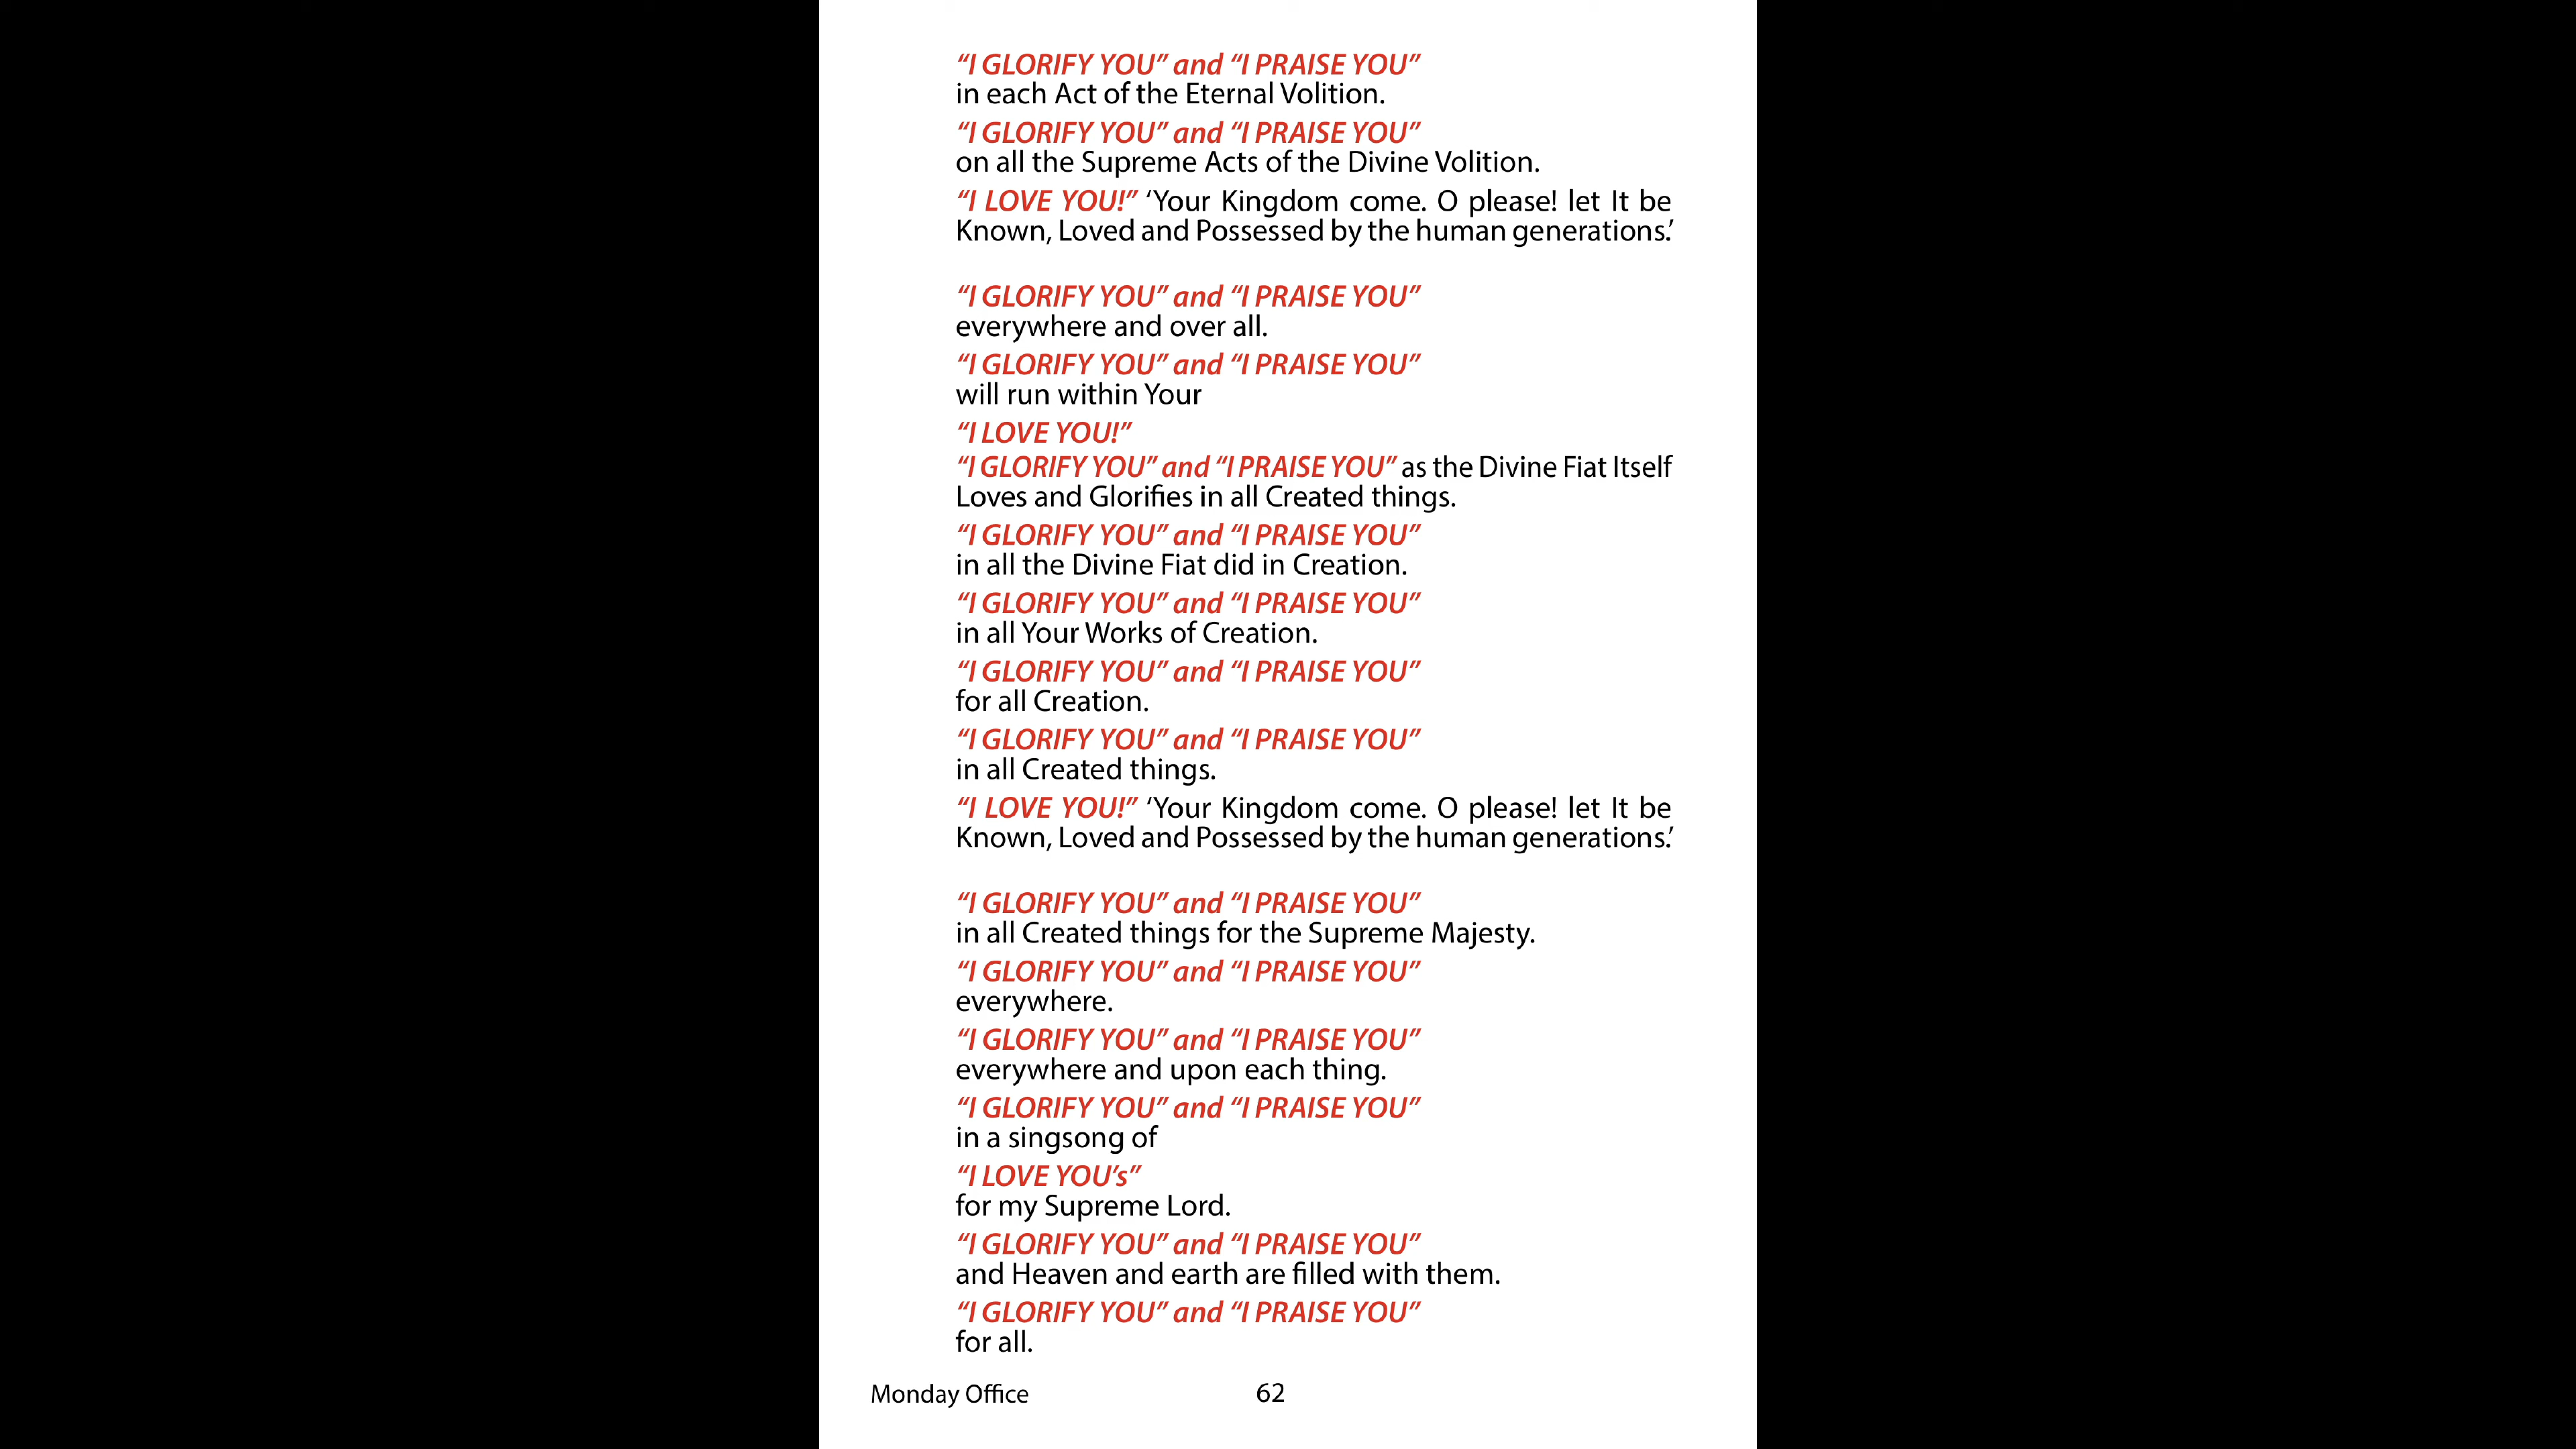 “I GLORIFY YOU” and “I PRAISE YOU”
in each Act of the Eternal Volition.
“I GLORIFY YOU” and “I PRAISE YOU”
on all the Supreme Acts of the Divine Volition.
“I LOVE YOU!” ‘Your Kingdom come. O please! let It be
Known, Loved and Possessed by the human generations.’
“I GLORIFY YOU” and “I PRAISE YOU”
everywhere and over all.
“I GLORIFY YOU” and “I PRAISE YOU”
will run within Your
“I LOVE YOU!”
“I GLORIFY YOU” and “I PRAISE YOU” as the Divine Fiat Itself
Loves and Glorifies in all Created things.
“I GLORIFY YOU” and “I PRAISE YOU”
in all the Divine Fiat did in Creation.
“I GLORIFY YOU” and “I PRAISE YOU”
in all Your Works of Creation.
“I GLORIFY YOU” and “I PRAISE YOU”
for all Creation.
“I GLORIFY YOU” and “I PRAISE YOU”
in all Created things.
“I LOVE YOU!” ‘Your Kingdom come. O please! let It be
Known, Loved and Possessed by the human generations.’
“I GLORIFY YOU” and “I PRAISE YOU”
in all Created things for the Supreme Majesty.
“I GLORIFY YOU” and “I PRAISE YOU”
everywhere.
“I GLORIFY YOU” and “I PRAISE YOU”
everywhere and upon each thing.
“I GLORIFY YOU” and “I PRAISE YOU”
in a singsong of
“I LOVE YOU’s”
for my Supreme Lord.
“I GLORIFY YOU” and “I PRAISE YOU”
and Heaven and earth are filled with them.
“I GLORIFY YOU” and “I PRAISE YOU”
for all.
Monday Office 62